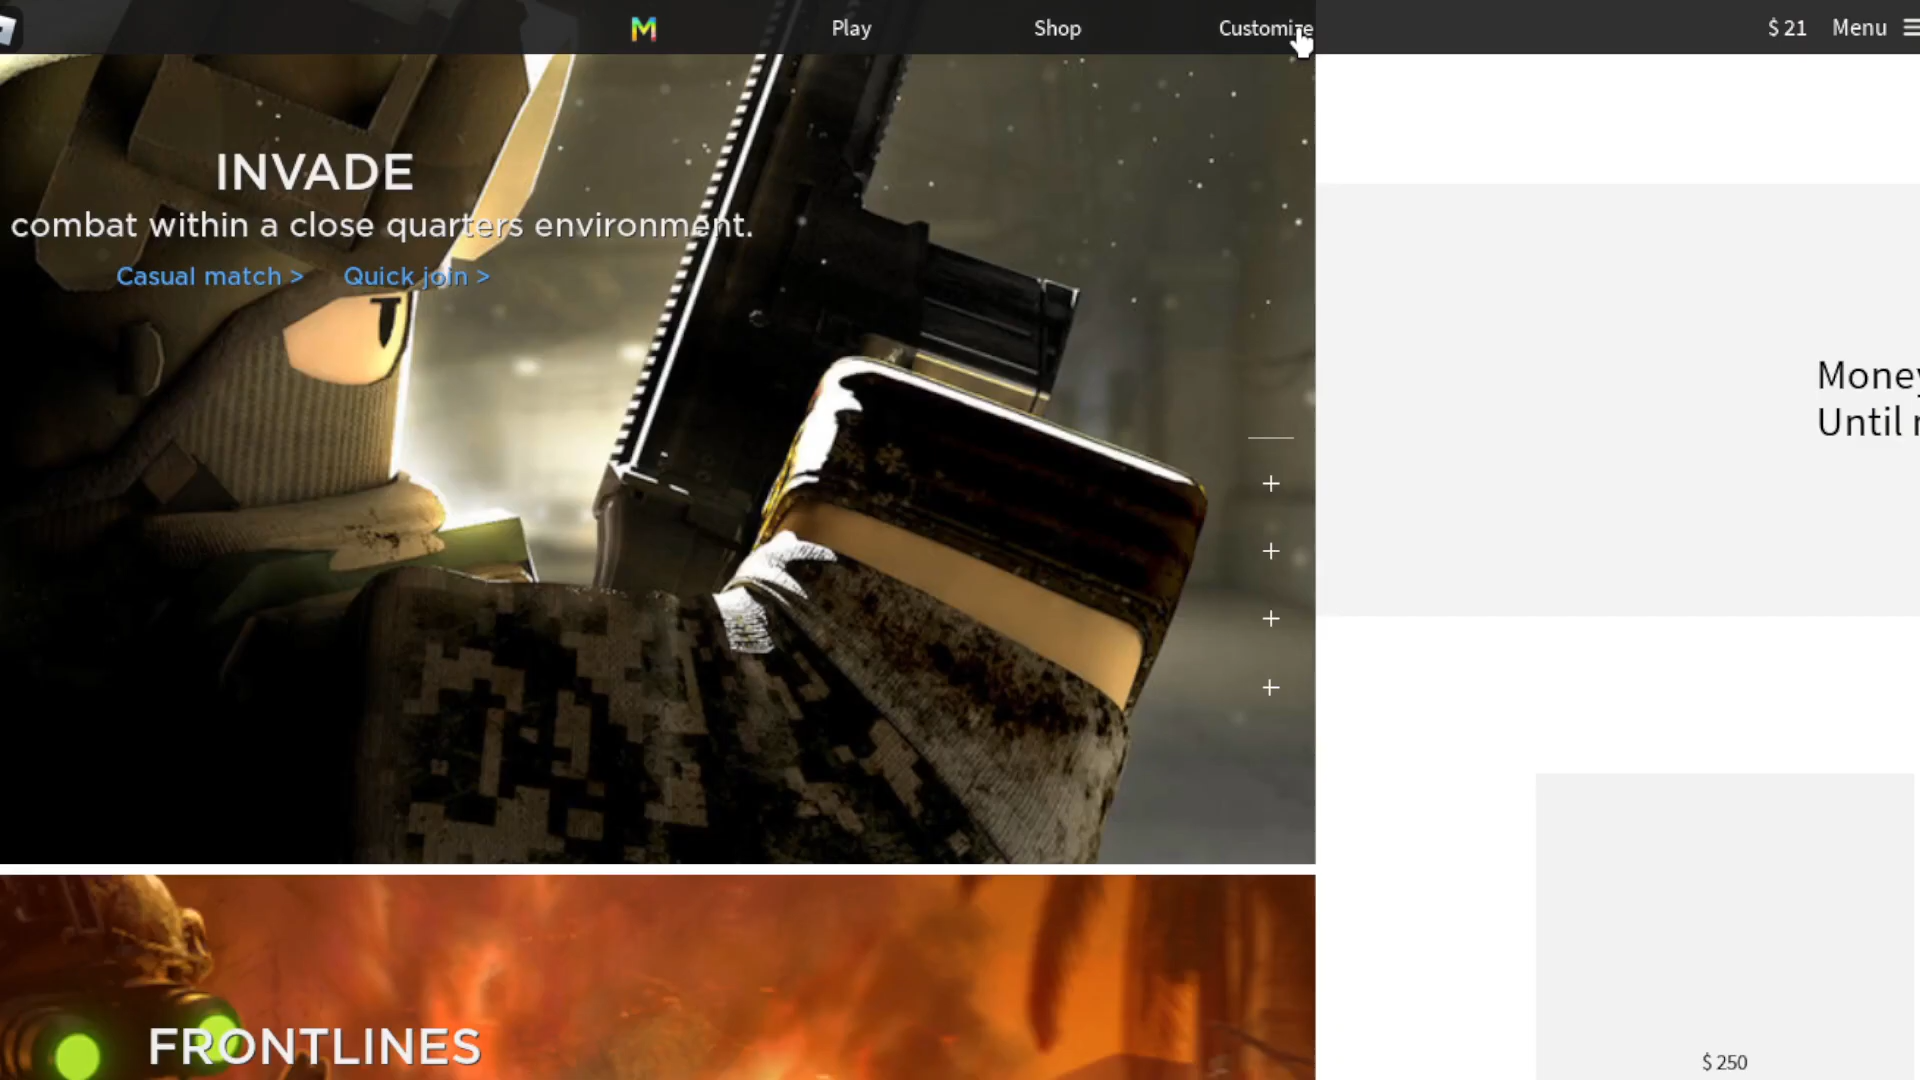 M Play Shop Customize $ 21 Menu
INVADE
combat within a close quarters environment.
Casual match > Quick join >
Money
Until
FRONTLINES
$ 250